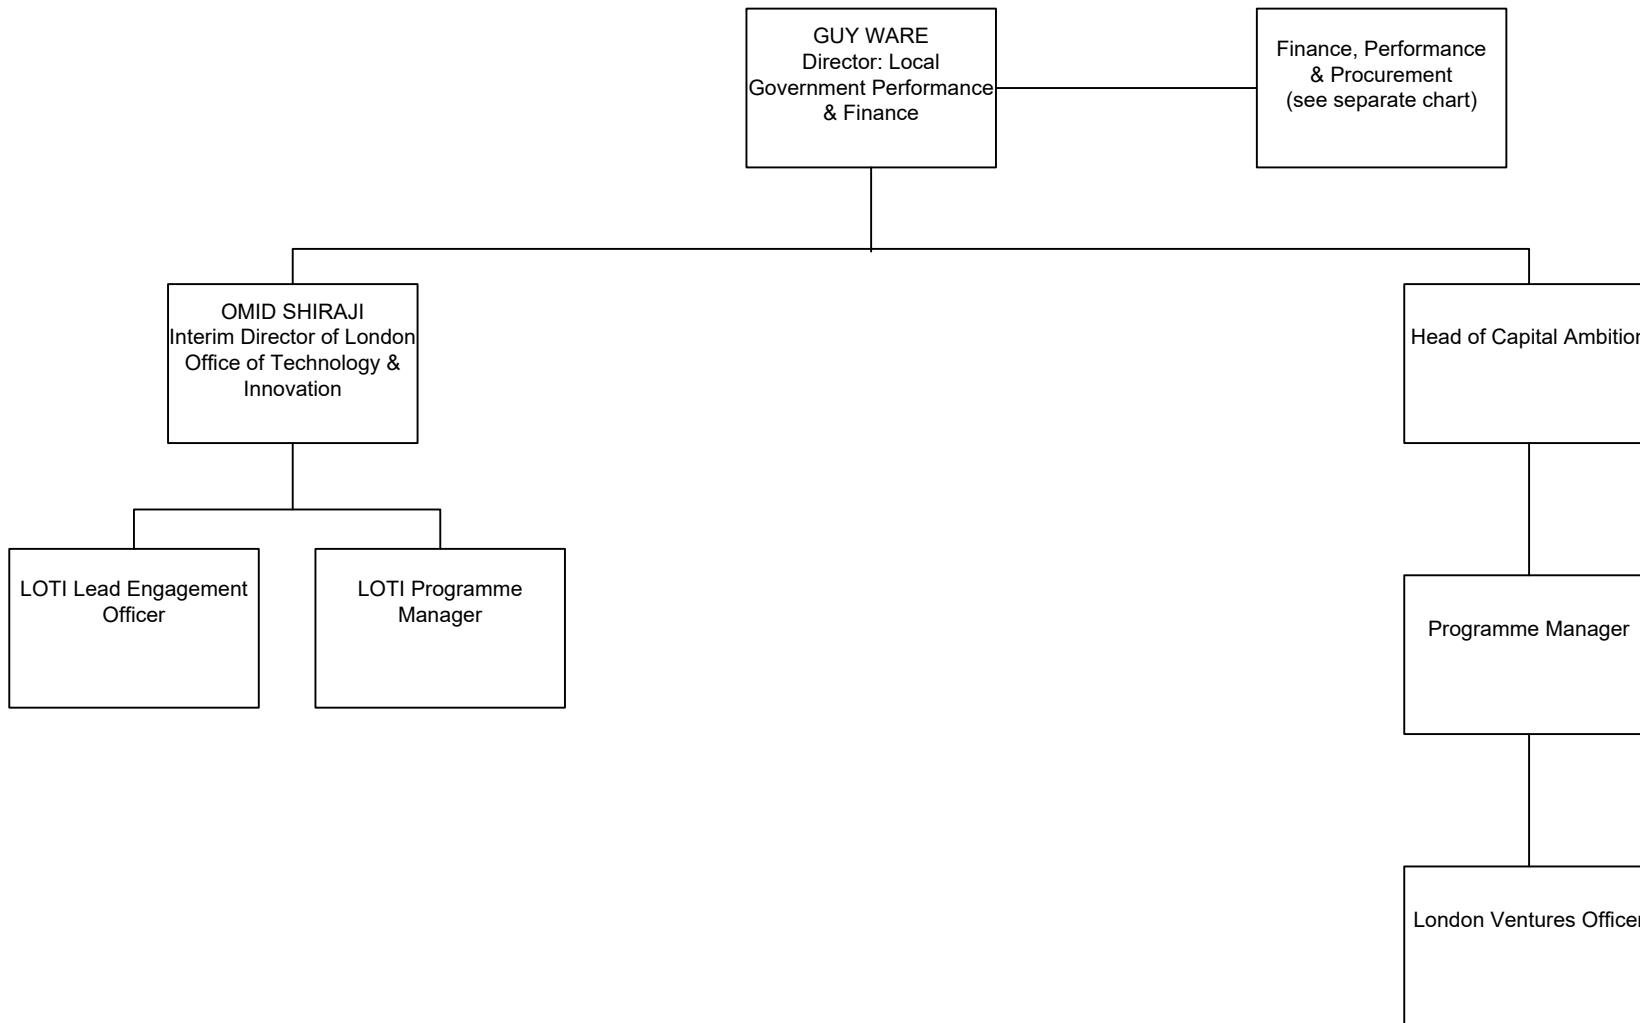 GUY WARE
Director: Local
Government Performance
& Finance
Finance, Performance
& Procurement
(see separate chart)
OMID SHIRAJI
Interim Director of London
Office of Technology &
Innovation
Head of Capital Ambition
LOTI Lead Engagement
Officer
LOTI Programme
Manager
Programme Manager
London Ventures Officer